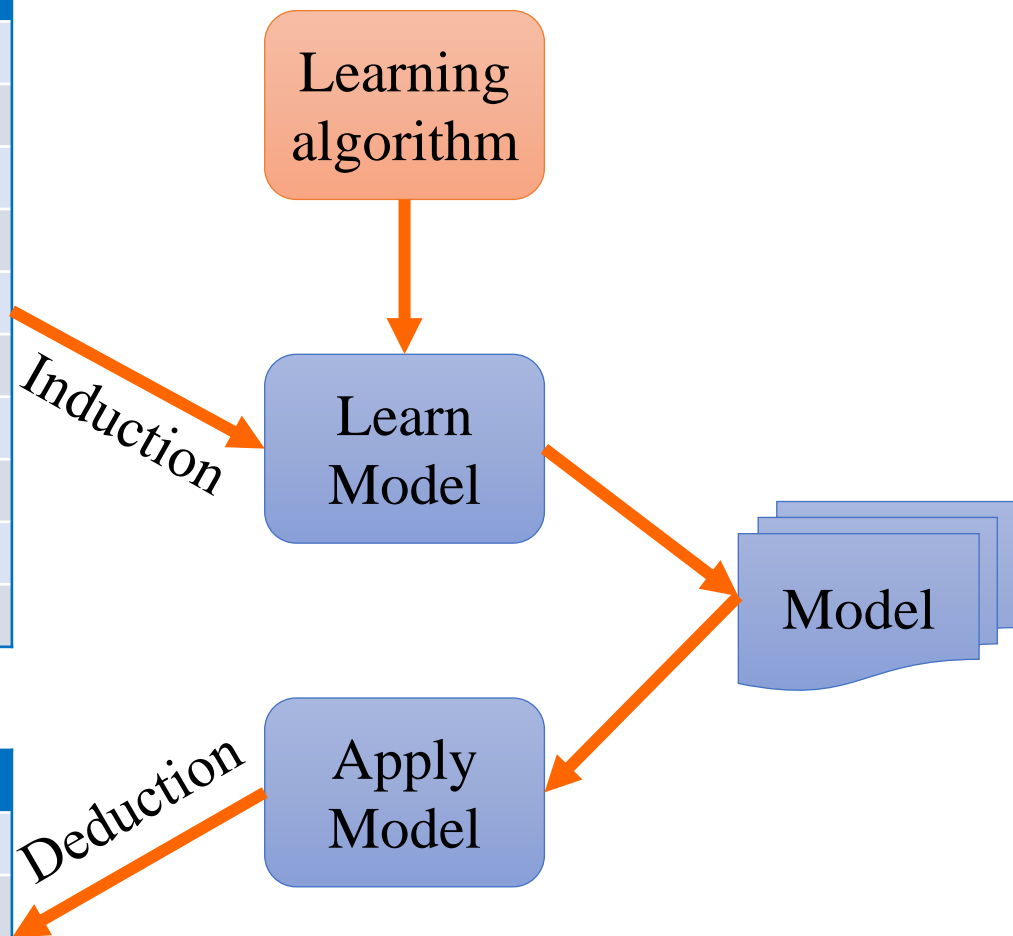 Learning
algorithm
Induction
Learn
Model
Model
Deduction
Apply
Model